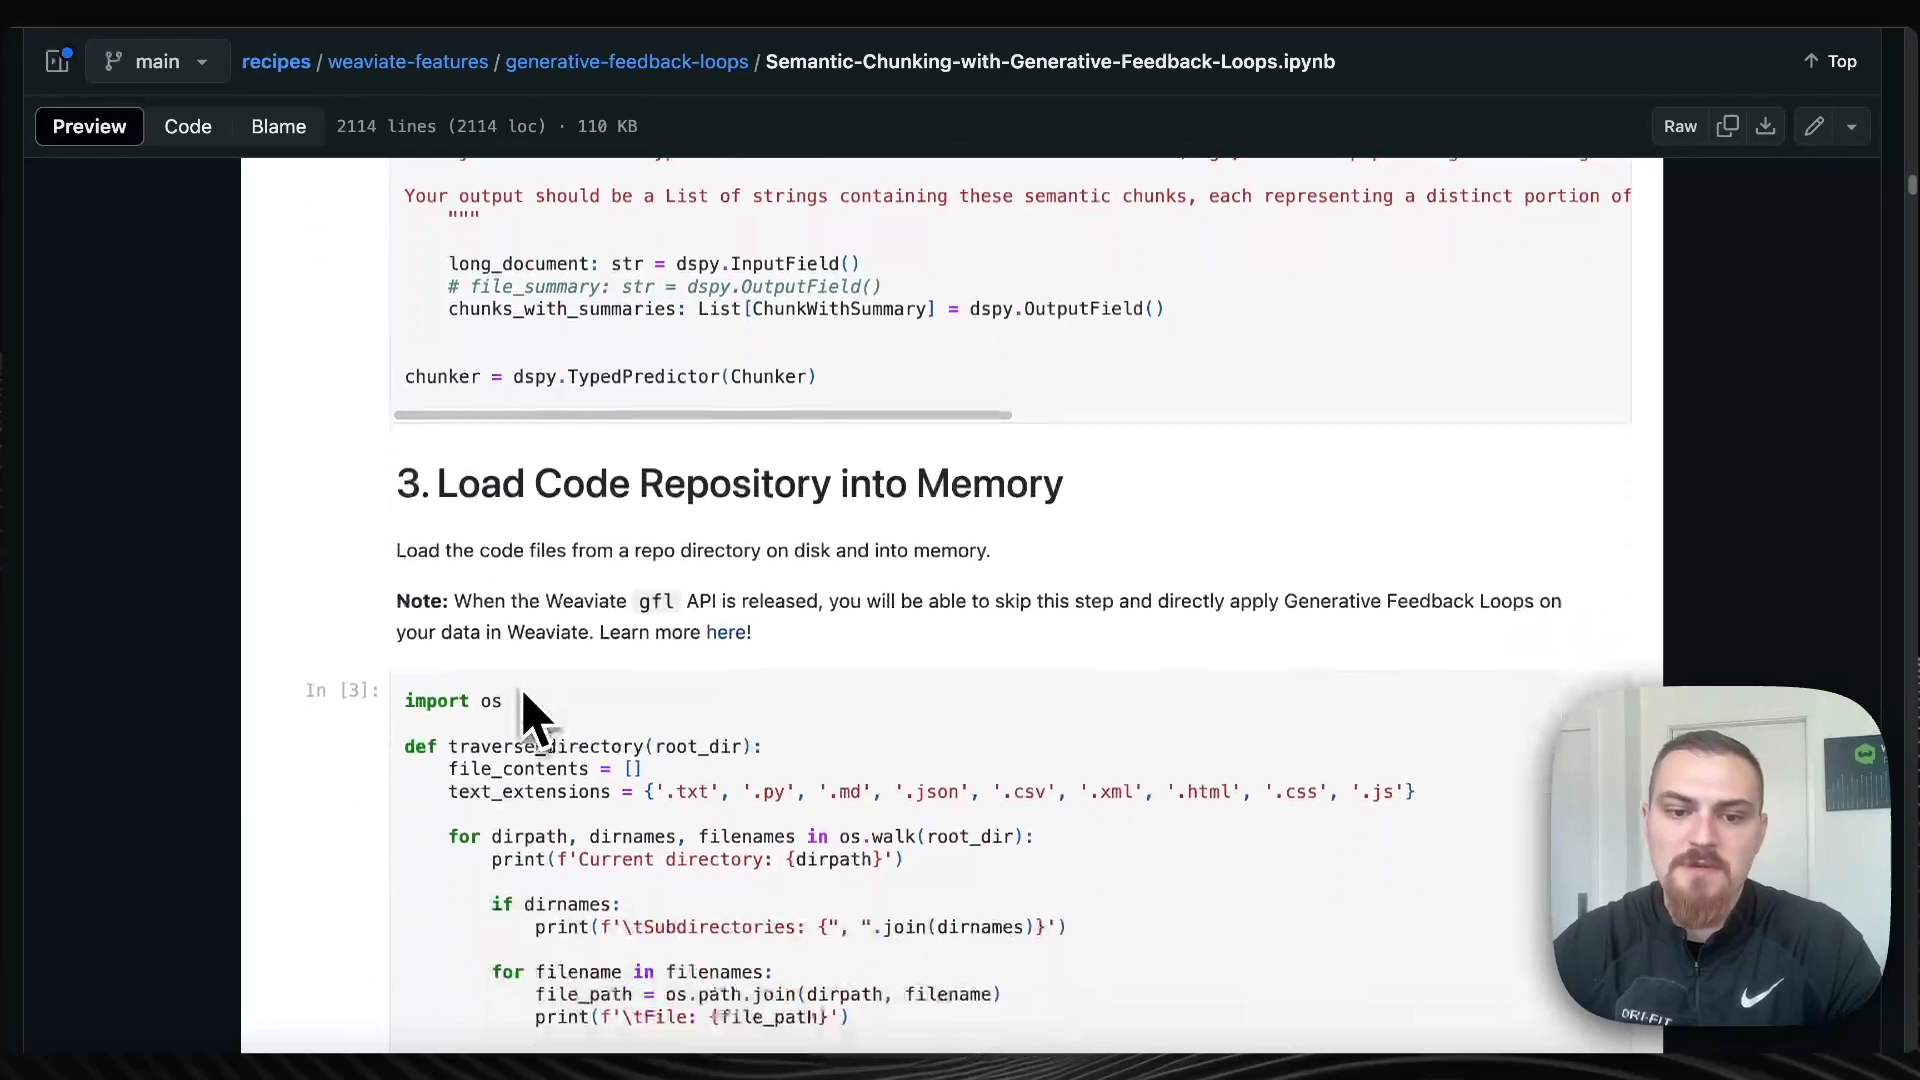 main
recipes / weaviate-features / generative-feedback-loops / Semantic-Chunking-with-Generative-Feedback-Loops.ipynb
Top
Preview
Code
Blame
2114 lines (2114 loc) · 110 KB
Raw
Your output should be a List of strings containing these semantic chunks, each representing a distinct portion of
"""
long_document: str = dspy.InputField()
# file_summary: str = dspy.OutputField()
chunks_with_summaries: List[ChunkWithSummary] = dspy.OutputField()
chunker = dspy.TypedPredictor(Chunker)
3. Load Code Repository into Memory
Load the code files from a repo directory on disk and into memory.
Note: When the Weaviate gfl API is released, you will be able to skip this step and directly apply Generative Feedback Loops on
your data in Weaviate. Learn more here!
In [3]:
import os
def traverse_directory(root_dir):
file_contents = []
text_extensions = {'.txt', '.py', '.md', '.json', '.csv', '.xml', '.html', '.css', '.js'}
for dirpath, dirnames, filenames in os.walk(root_dir):
print(f'Current directory: {dirpath}')
if dirnames:
print(f'\tSubdirectories: {", ".join(dirnames)}')
for filename in filenames:
file_path = os.path.join(dirpath, filename)
print(f'\tFile: {file_path}')
DRI-FIT